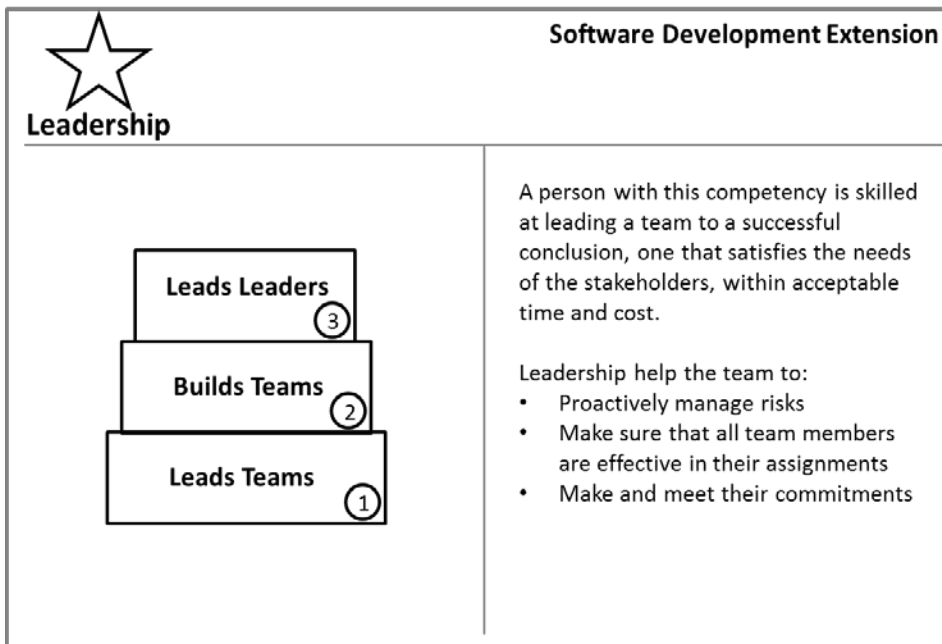 Software Development Extension
Leadership
Leads Leaders
3
Builds Teams
2
Leads Teams
1
A person with this competency is skilled
at leading a team to a successful
conclusion, one that satisfies the needs
of the stakeholders, within acceptable
time and cost.
Leadership help the team to:
• Proactively manage risks
• Make sure that all team members
are effective in their assignments
• Make and meet their commitments